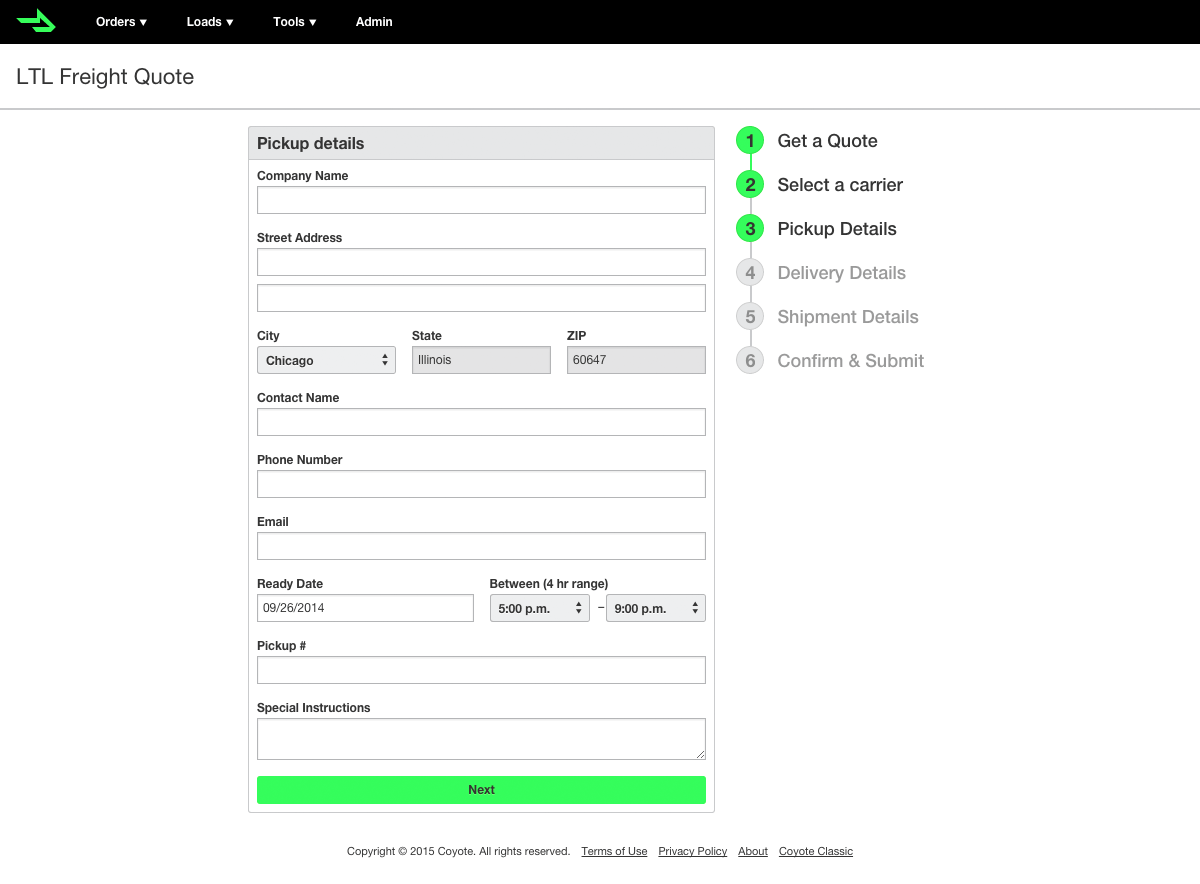 Orders ▼ Loads ▼ Tools ▼ Admin
LTL Freight Quote
Pickup details
Company Name
Street Address
City State ZIP
Chicago Illinois 60647
Contact Name
Phone Number
Email
Ready Date Between (4 hr range)
09/26/2014 5:00 p.m. – 9:00 p.m.
Pickup #
Special Instructions
Next
1 Get a Quote
2 Select a carrier
3 Pickup Details
4 Delivery Details
5 Shipment Details
6 Confirm & Submit
Copyright © 2015 Coyote. All rights reserved. Terms of Use Privacy Policy About Coyote Classic